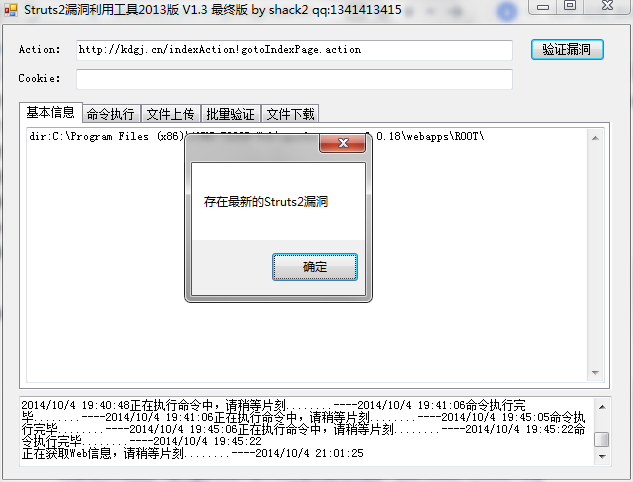 Struts2漏洞利用工具2013版 V1.3 最终版 by shack2 qq:1341413415
Action: http://kdgj.cn/indexAction!gotoIndexPage.action 验证漏洞
Cookie:
基本信息 命令执行 文件上传 批量验证 文件下载
dir:C:\Program Files (x86)\ 0.18\webapps\ROOT\
存在最新的Struts2漏洞
确定
2014/10/4 19:40:48正在执行命令中，请稍等片刻........----2014/10/4 19:41:06命令执行完
毕........----2014/10/4 19:41:06正在执行命令中，请稍等片刻........----2014/10/4 19:45:05命令执
行完毕........----2014/10/4 19:45:06正在执行命令中，请稍等片刻........----2014/10/4 19:45:22命
令执行完毕........----2014/10/4 19:45:22
正在获取Web信息，请稍等片刻........----2014/10/4 21:01:25